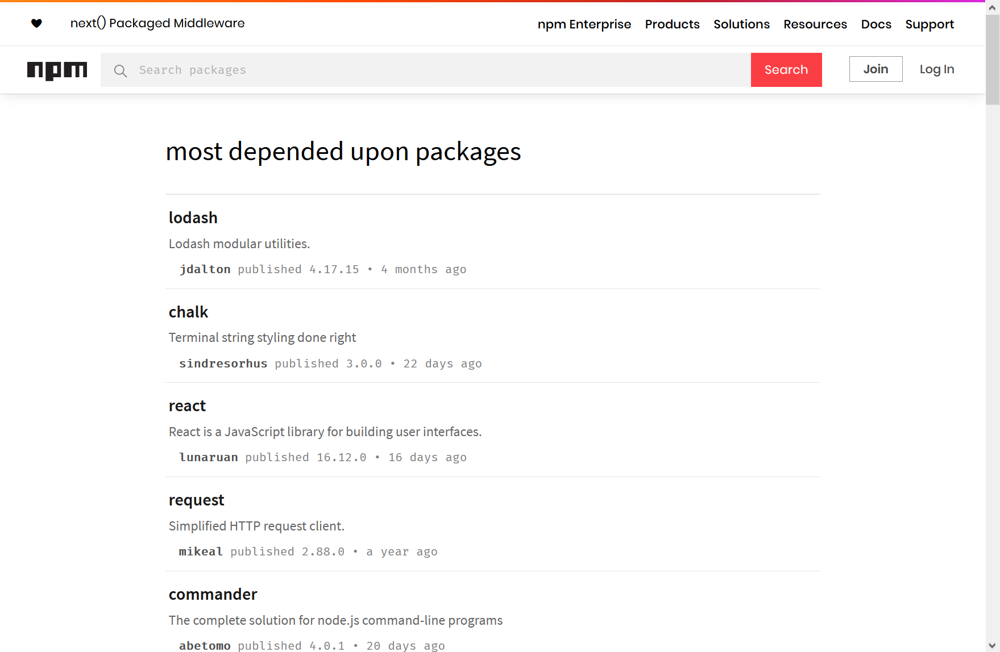 next() Packaged Middleware
npm Enterprise Products Solutions Resources Docs Support
npm Search packages Search Join Log In
most depended upon packages
lodash
Lodash modular utilities.
jdalton published 4.17.15 • 4 months ago
chalk
Terminal string styling done right
sindresorhus published 3.0.0 • 22 days ago
react
React is a JavaScript library for building user interfaces.
lunaruan published 16.12.0 • 16 days ago
request
Simplified HTTP request client.
mikeal published 2.88.0 • a year ago
commander
The complete solution for node.js command-line programs
abetomo published 4.0.1 • 20 days ago